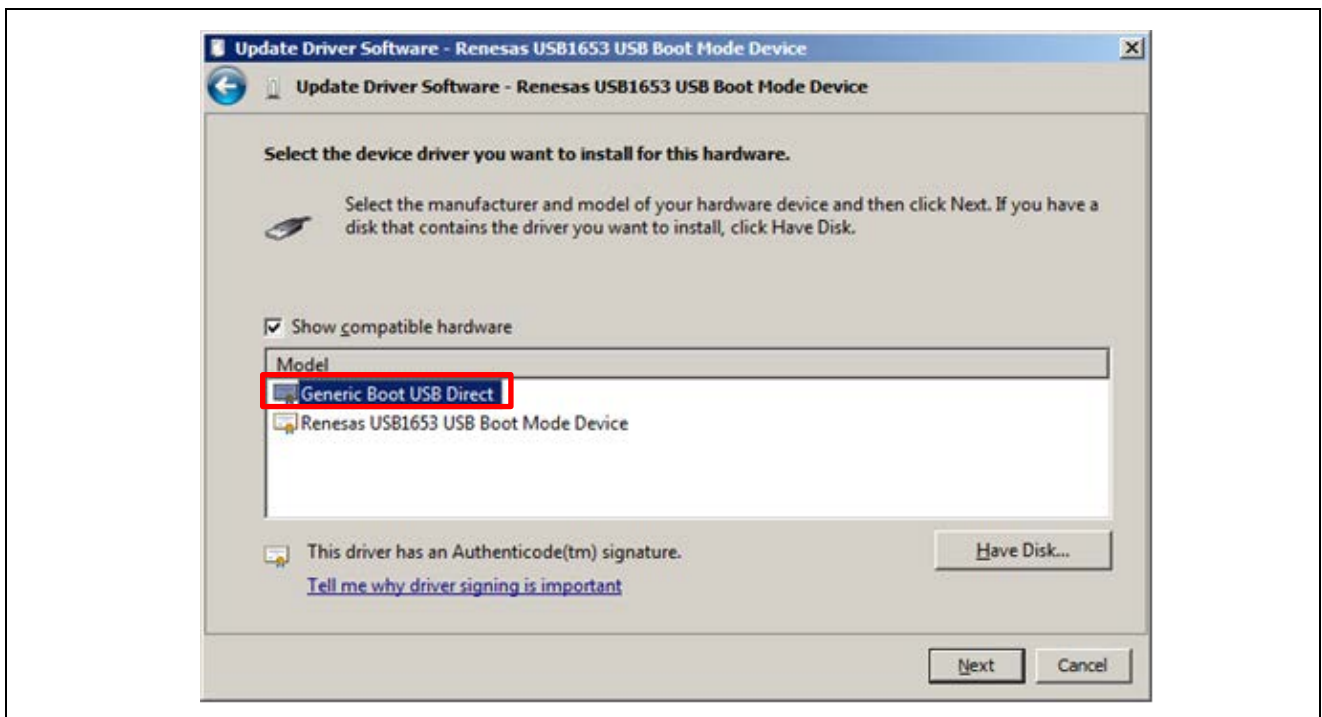 Update Driver Software - Renesas USB1653 USB Boot Mode Device
Update Driver Software - Renesas USB1653 USB Boot Mode Device
Select the device driver you want to install for this hardware.
Select the manufacturer and model of your hardware device and then click Next. If you have a
disk that contains the driver you want to install, click Have Disk.
Show compatible hardware
Model
Generic Boot USB Direct
Renesas USB1653 USB Boot Mode Device
This driver has an Authenticode(tm) signature.
Have Disk...
Tell me why driver signing is important
Next
Cancel